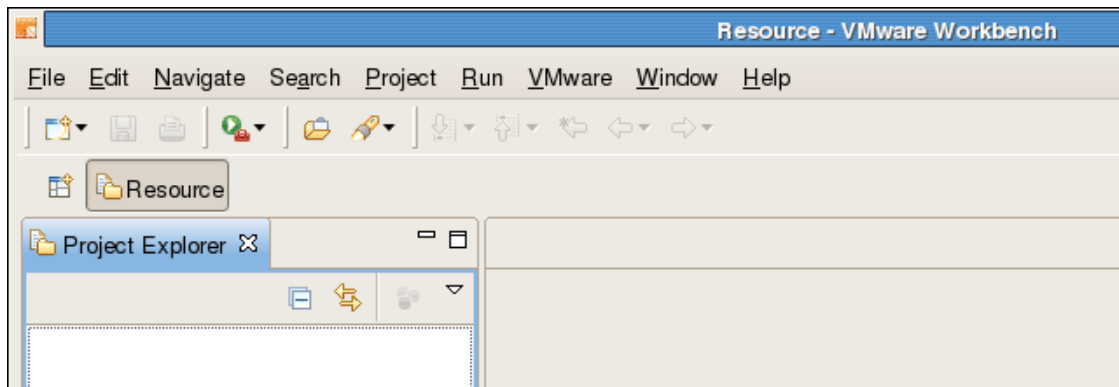 Resource - VMware Workbench
File Edit Navigate Search Project Run VMware Window Help
Resource
Project Explorer